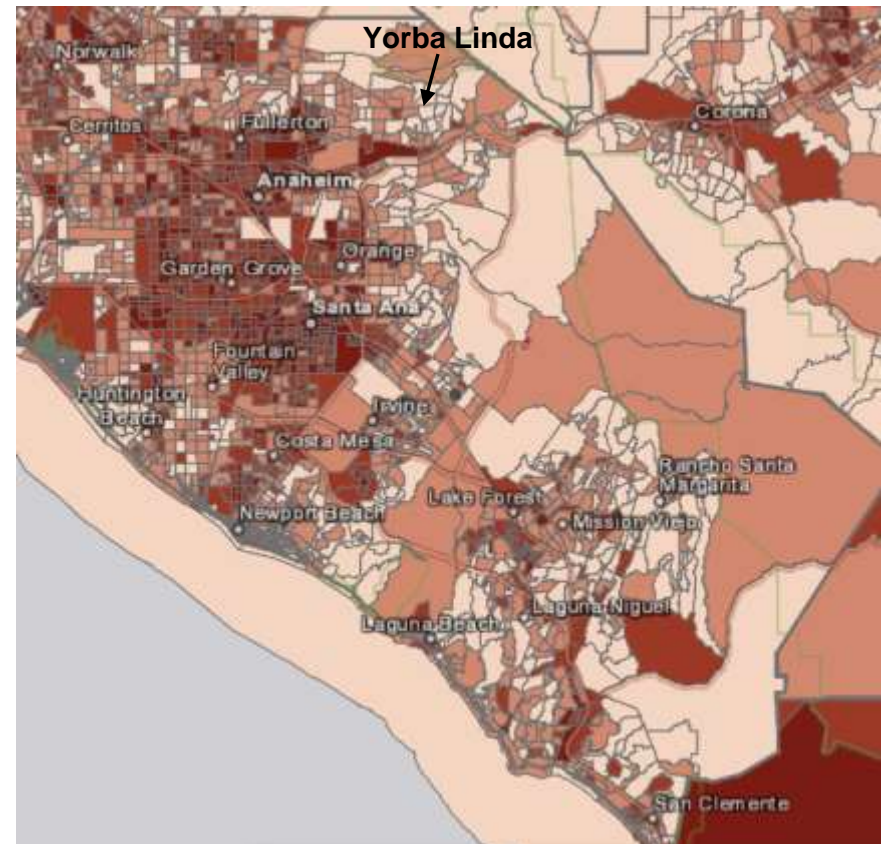 Yorba Linda
Norwalk
Corona
Cerritos
Fullerton
Anaheim
Orange
Garden Grove
Santa Ana
Fountain
Valley
Huntington
Beach
Irvine
Costa Mesa
Rancho Santa
Margarita
Lake Forest
Newport Beach
Mission Viejo
Laguna Niguel
Laguna Beach
San Clemente